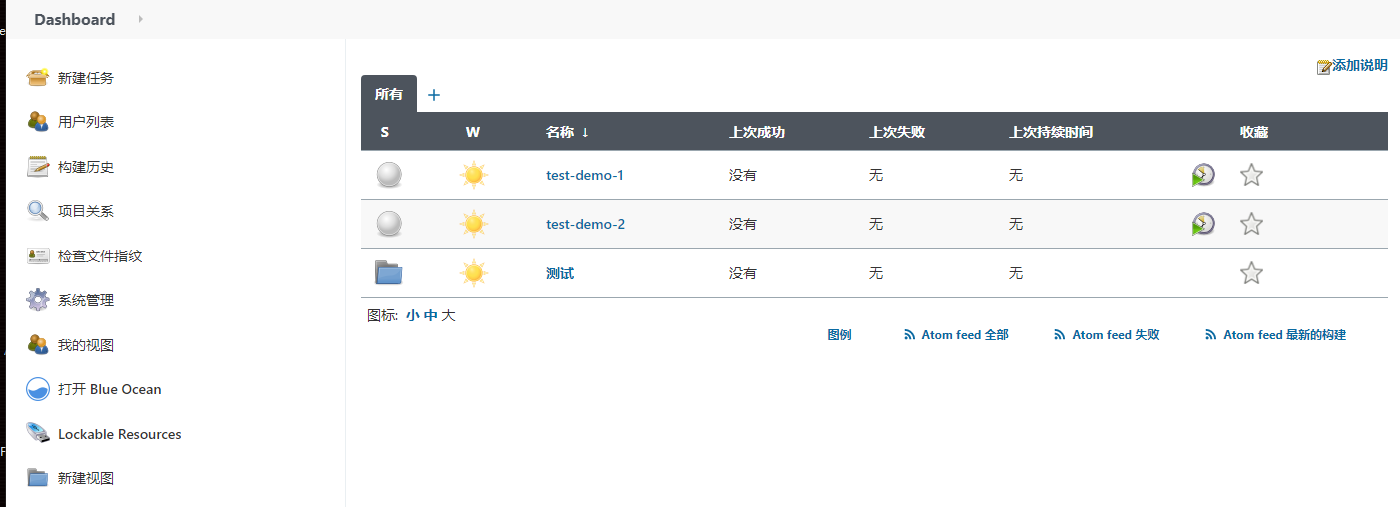 Dashboard
新建任务
用户列表
构建历史
项目关系
检查文件指纹
系统管理
我的视图
打开 Blue Ocean
Lockable Resources
新建视图
添加说明
所有 +
S W 名称 ↓ 上次成功 上次失败 上次持续时间 收藏
test-demo-1 没有 无 无
test-demo-2 没有 无 无
测试 没有 无 无
图标: 小 中 大
图例 Atom feed 全部 Atom feed 失败 Atom feed 最新的构建